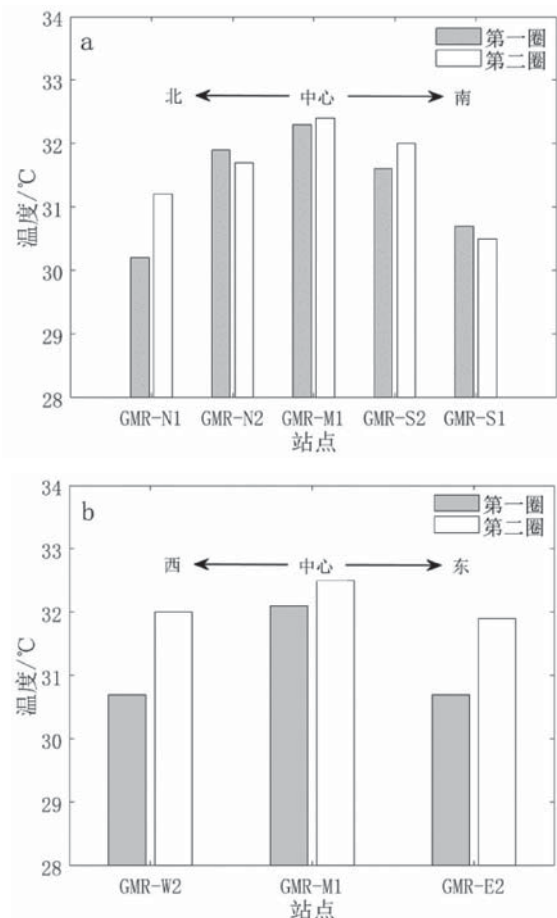 34
a
第一圈
第二圈
33
北 中心 南
32
温度/℃
31
30
29
28
GMR-N1 GMR-N2 GMR-M1 GMR-S2 GMR-S1
站点
34
b
第一圈
第二圈
33
西 中心 东
32
温度/℃
31
30
29
28
GMR-W2 GMR-M1 GMR-E2
站点